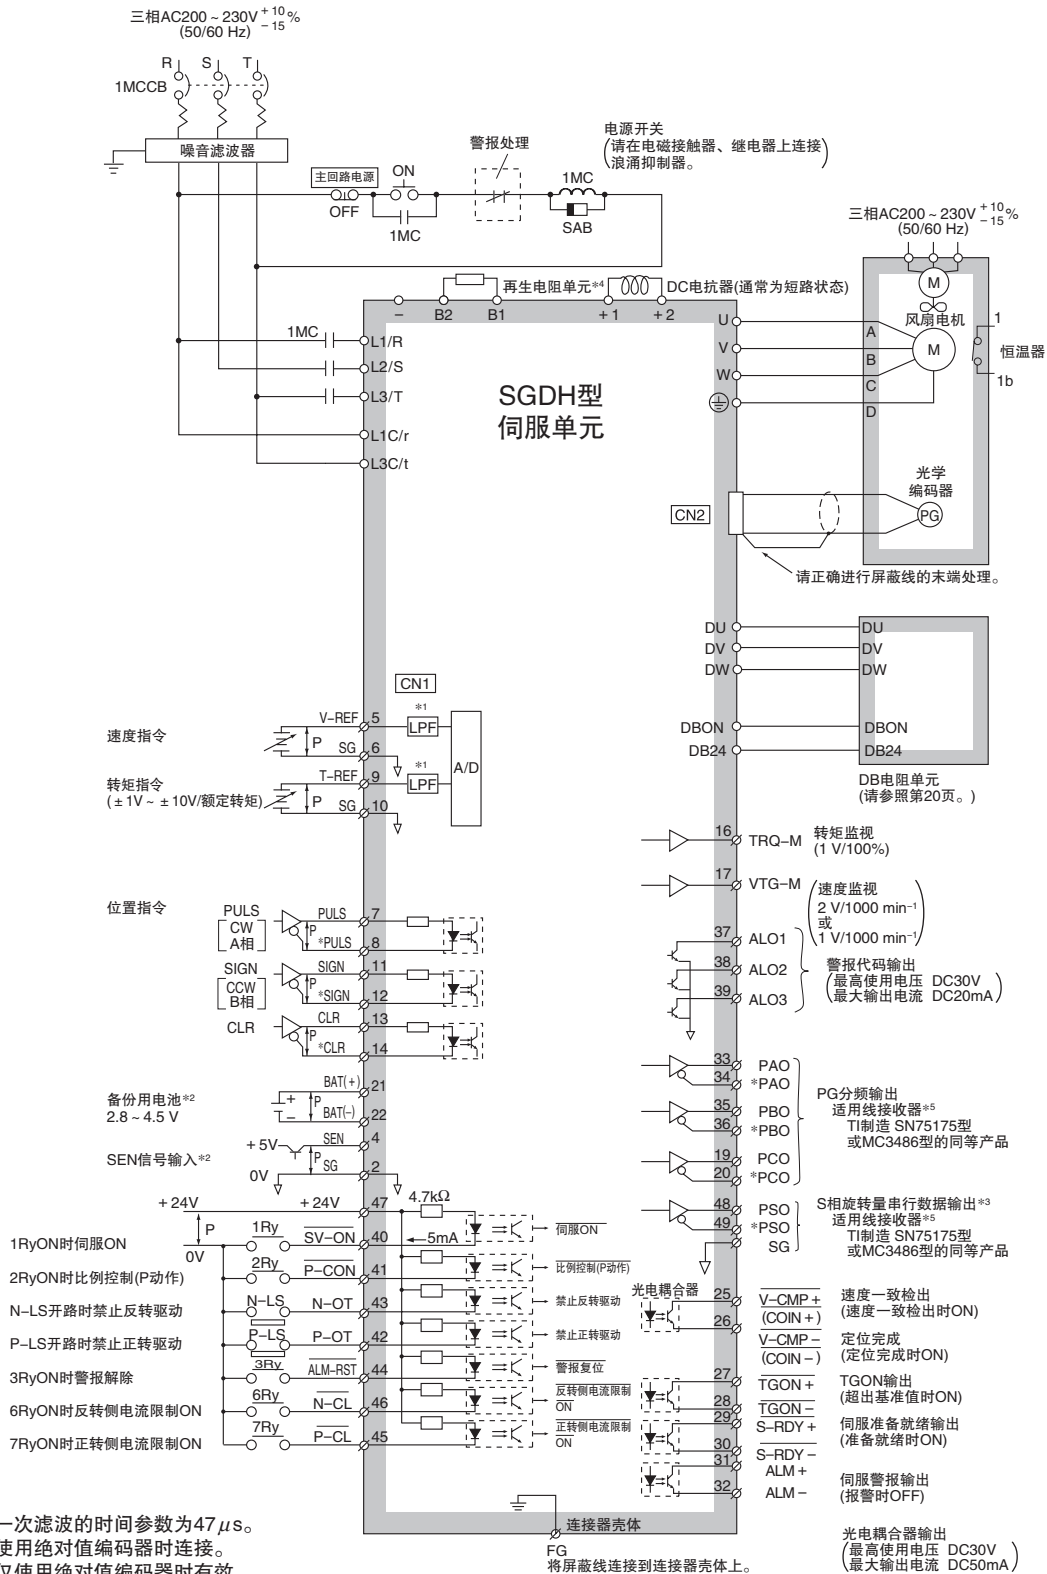 三相AC200～230V +10 −15 %
(50/60 Hz)
R S T
1MCCB
噪音滤波器
主回路电源
OFF
ON
1MC
警报处理
1MC
SAB
电源开关
(请在电磁接触器、继电器上连接
浪涌抑制器。)
三相AC200～230V +10 −15 %
(50/60 Hz)
M
风扇电机
M
1
恒温器
1b
A
B
C
D
再生电阻单元*4
DC电抗器(通常为短路状态)
− B2 B1 +1 +2
1MC
L1/R
L2/S
L3/T
L1C/r
L3C/t
SGDH型
伺服单元
U
V
W
光学
编码器
PG
CN2
请正确进行屏蔽线的末端处理。
DU DU
DV DV
DW DW
DBON DBON
DB24 DB24
DB电阻单元
(请参照第20页。)
CN1
速度指令
V-REF 5
*1
LPF
P
SG 6
A/D
转矩指令
(±1V～±10V/额定转矩)
T-REF 9
*1
LPF
P
SG 10
位置指令
PULS
CW
A相
PULS 7
P
*PULS 8
SIGN
CCW
B相
SIGN 11
P
*SIGN 12
CLR
CLR 13
P
*CLR 14
备份用电池*2
2.8～4.5 V
+
−
BAT(+) 21
P
BAT(−) 22
SEN信号输入*2
+5V
SEN 4
P
0V
SG 2
+24V
+24V 47
4.7kΩ
P
0V
5mA
1RyON时伺服ON
1Ry
SV-ON 40
伺服ON
2RyON时比例控制(P动作)
2Ry
P-CON 41
比例控制(P动作)
N-LS开路时禁止反转驱动
N-LS
N-OT 43
禁止反转驱动
P-LS开路时禁止正转驱动
P-LS
P-OT 42
禁止正转驱动
3RyON时警报解除
3Ry
ALM-RST 44
警报复位
6RyON时反转侧电流限制ON
6Ry
N-CL 46
反转侧电流限制
ON
7RyON时正转侧电流限制ON
7Ry
P-CL 45
正转侧电流限制
ON
16 TRQ-M
转矩监视
(1 V/100%)
17 VTG-M
(速度监视
2 V/1000 min⁻¹
或
1 V/1000 min⁻¹)
37 ALO1
38 ALO2
39 ALO3
警报代码输出
(最高使用电压 DC30V
最大输出电流 DC20mA)
33 PAO
34 *PAO
35 PBO
36 *PBO
19 PCO
20 *PCO
PG分频输出
适用线接收器*5
TI制造 SN75175型
或MC3486型的同等产品
48 PSO
49 *PSO
SG
S相旋转量串行数据输出*3
适用线接收器*5
TI制造 SN75175型
或MC3486型的同等产品
光电耦合器
25 V-CMP+
(COIN+)
26 V-CMP−
(COIN−)
速度一致检出
(速度一致检出时ON)
定位完成
(定位完成时ON)
27 TGON+
28 TGON−
TGON输出
(超出基准值时ON)
29 S-RDY+
30 S-RDY−
伺服准备就绪输出
(准备就绪时ON)
31 ALM+
32 ALM−
伺服警报输出
(报警时OFF)
连接器壳体
FG
将屏蔽线连接到连接器壳体上。
光电耦合器输出
(最高使用电压 DC30V
最大输出电流 DC50mA)
一次滤波的时间参数为47μs。
使用绝对值编码器时连接。
仅使用绝对值编码器时有效